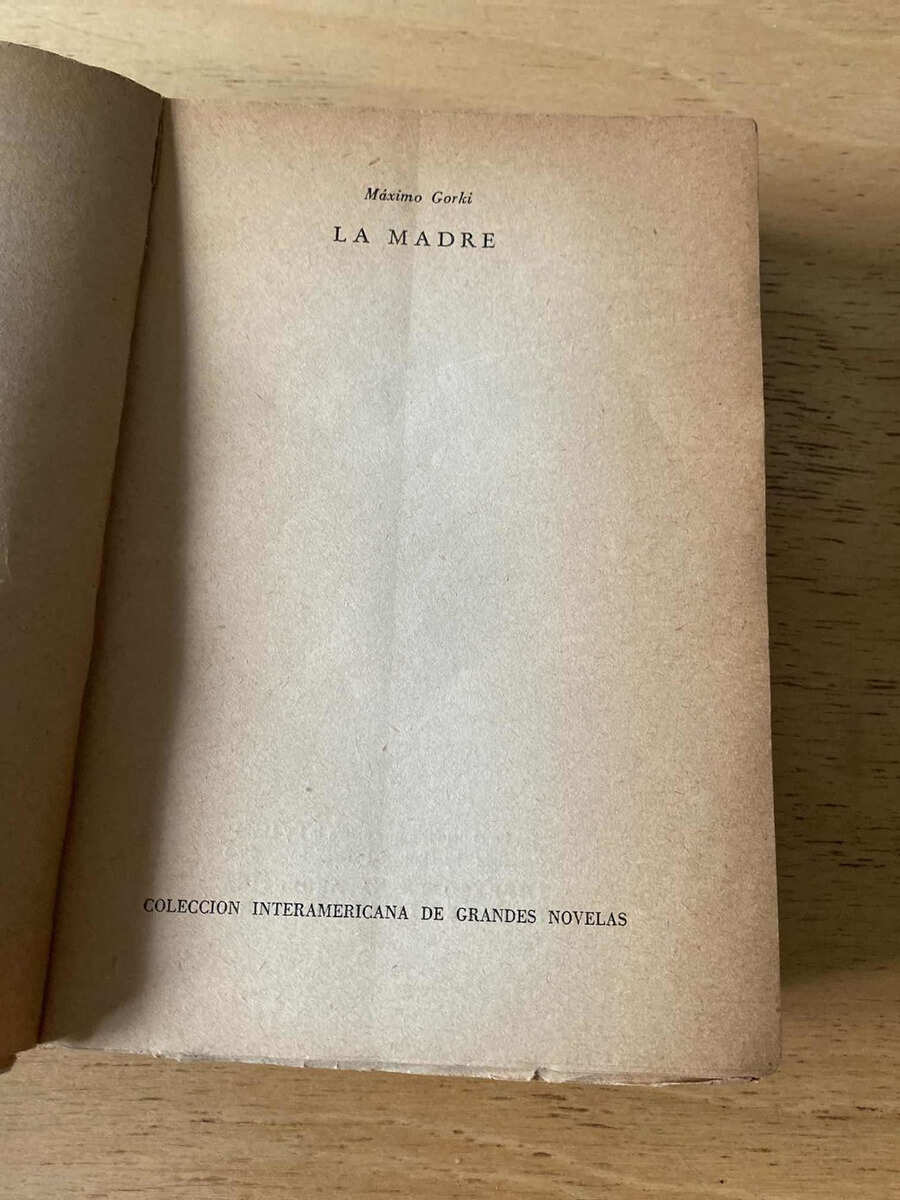 Máximo Gorki
LA MADRE
COLECCION INTERAMERICANA DE GRANDES NOVELAS